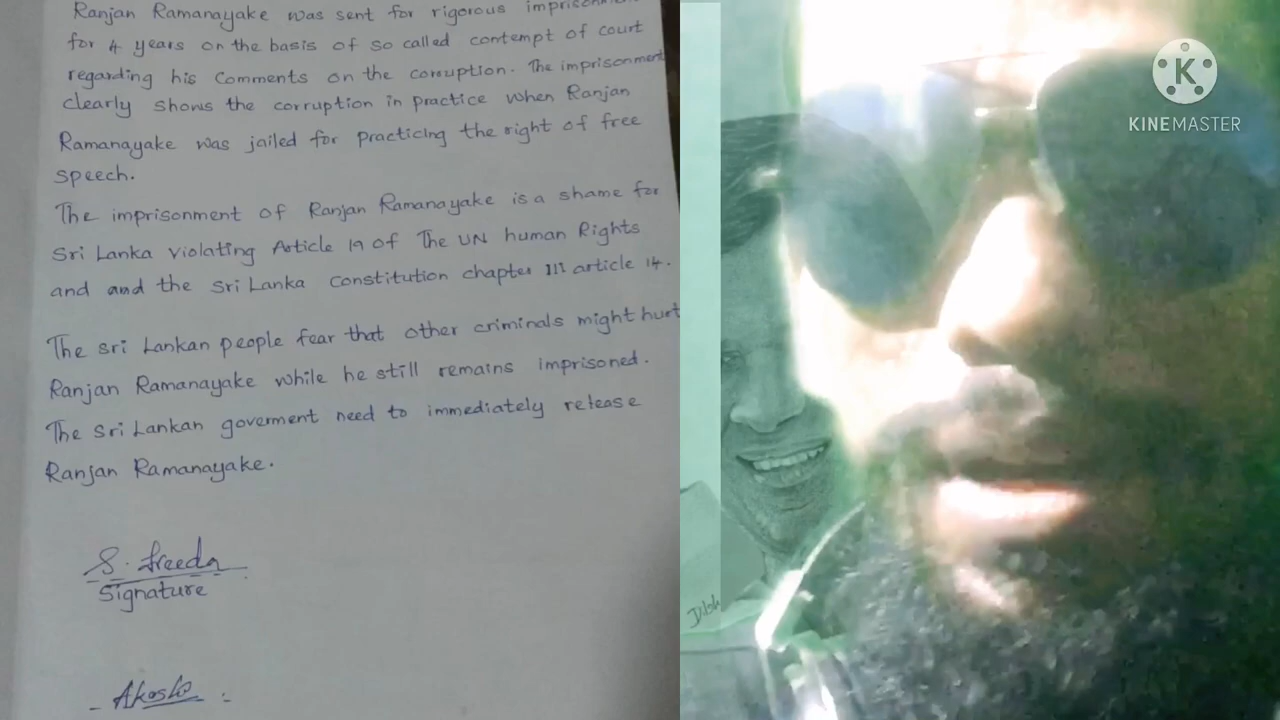 Ranjan Ramanayake was sent for rigorous imprisonment
for 4 years on the basis of so called contempt of court
regarding his Comments on the corruption. The imprisonment
clearly shows the corruption in practice when Ranjan
Ramanayake was jailed for practicing the right of free
speech.
The imprisonment of Ranjan Ramanayake is a shame for
Sri Lanka violating Article 19 of The UN human Rights
and and the Sri Lanka constitution chapter III article 14.
The sri Lankan people fear that other criminals might hurt
Ranjan Ramanayake while he still remains imprisoned.
The Sri Lankan goverment need to immediately release
Ranjan Ramanayake.
S. Freeda
Signature
KINEMASTER